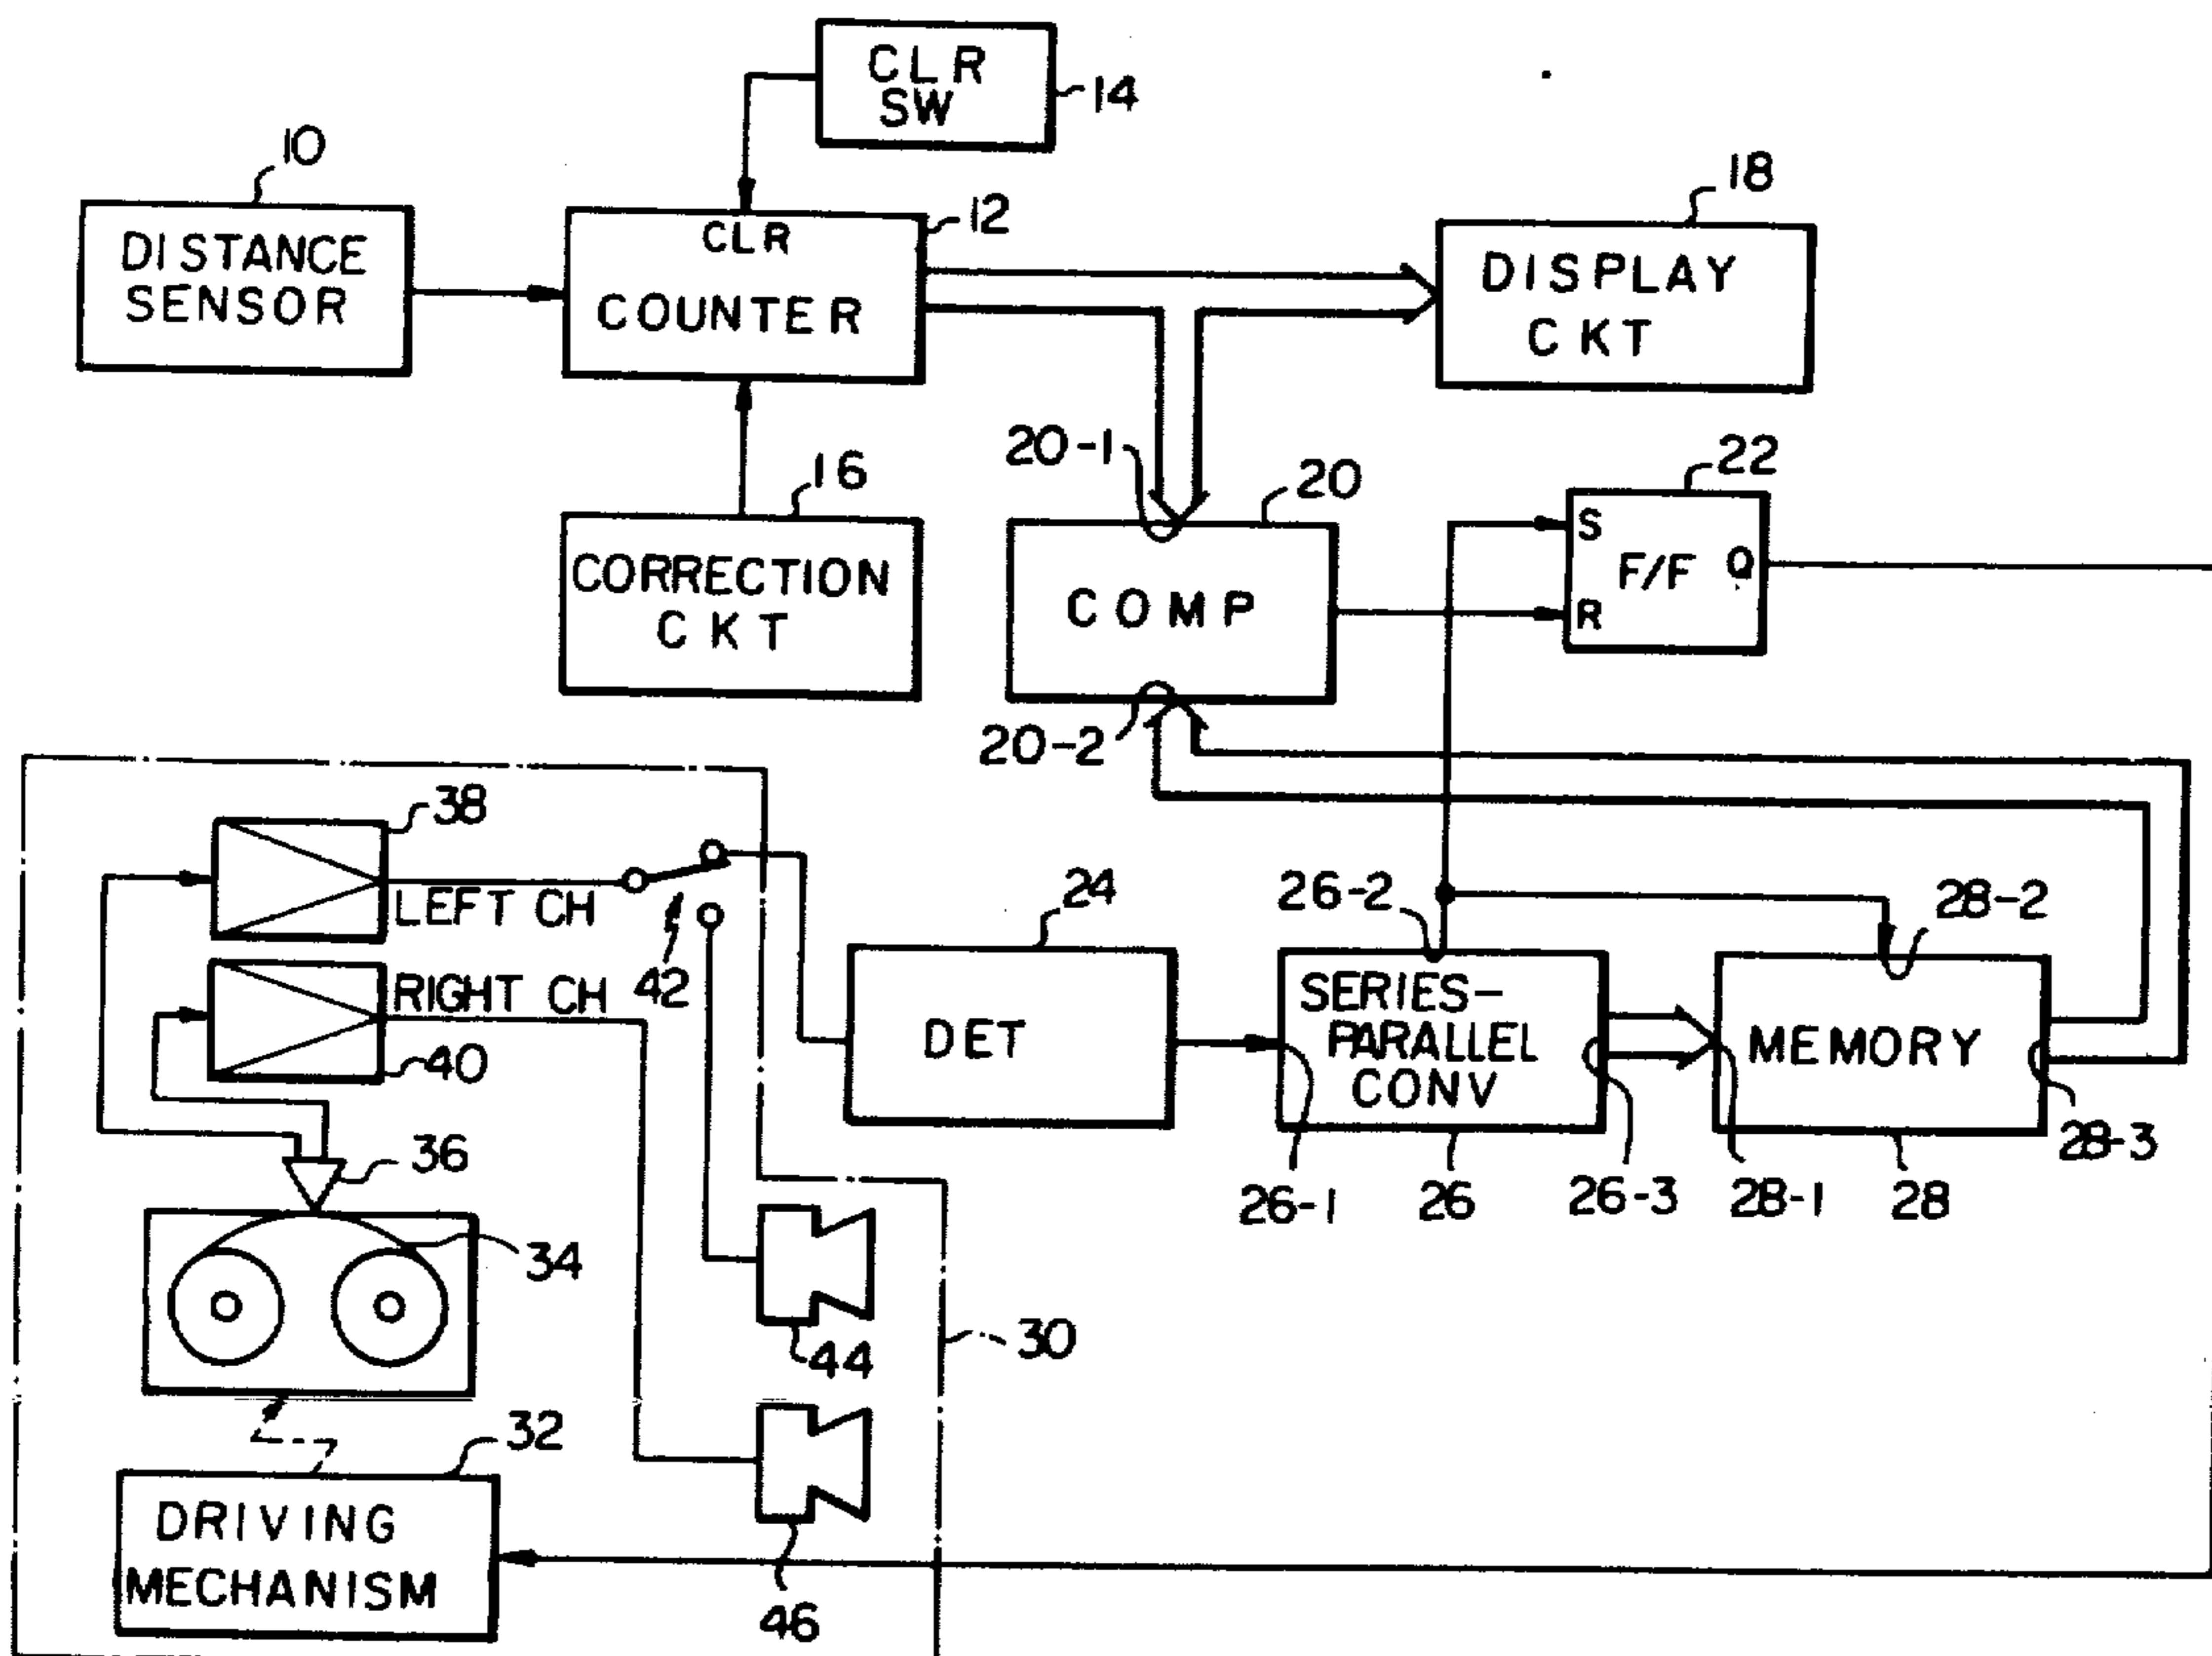 CLR
SW
14
10
DISTANCE
SENSOR
12
CLR
COUNTER
18
DISPLAY
CKT
16
CORRECTION
CKT
20-1
20
COMP
20-2
22
S
F/F
Q
R
38
LEFT CH
42
RIGHT CH
40
36
34
24
DET
26-2
SERIES-
PARALLEL
CONV
26-1
26
26-3
28-2
MEMORY
28-1
28
28-3
44
30
46
32
DRIVING
MECHANISM